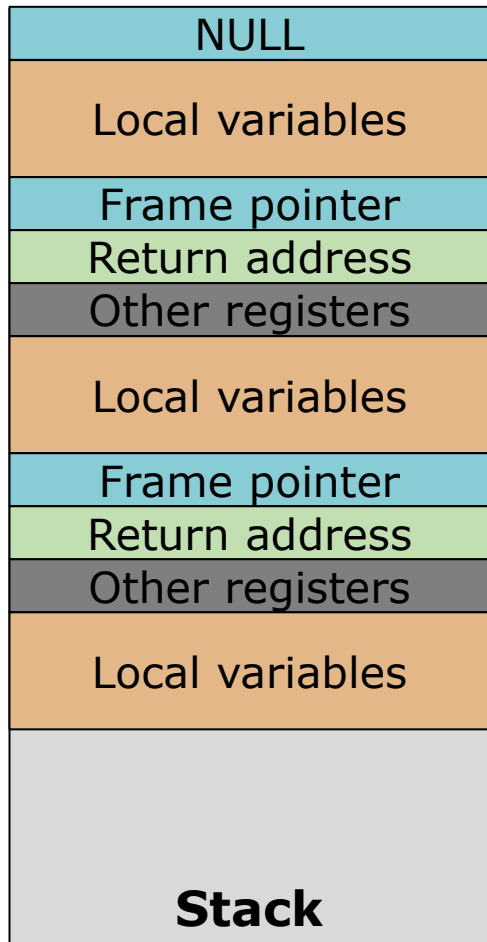 NULL
Local variables
Frame pointer
Return address
Other registers
Local variables
Frame pointer
Return address
Other registers
Local variables
Stack